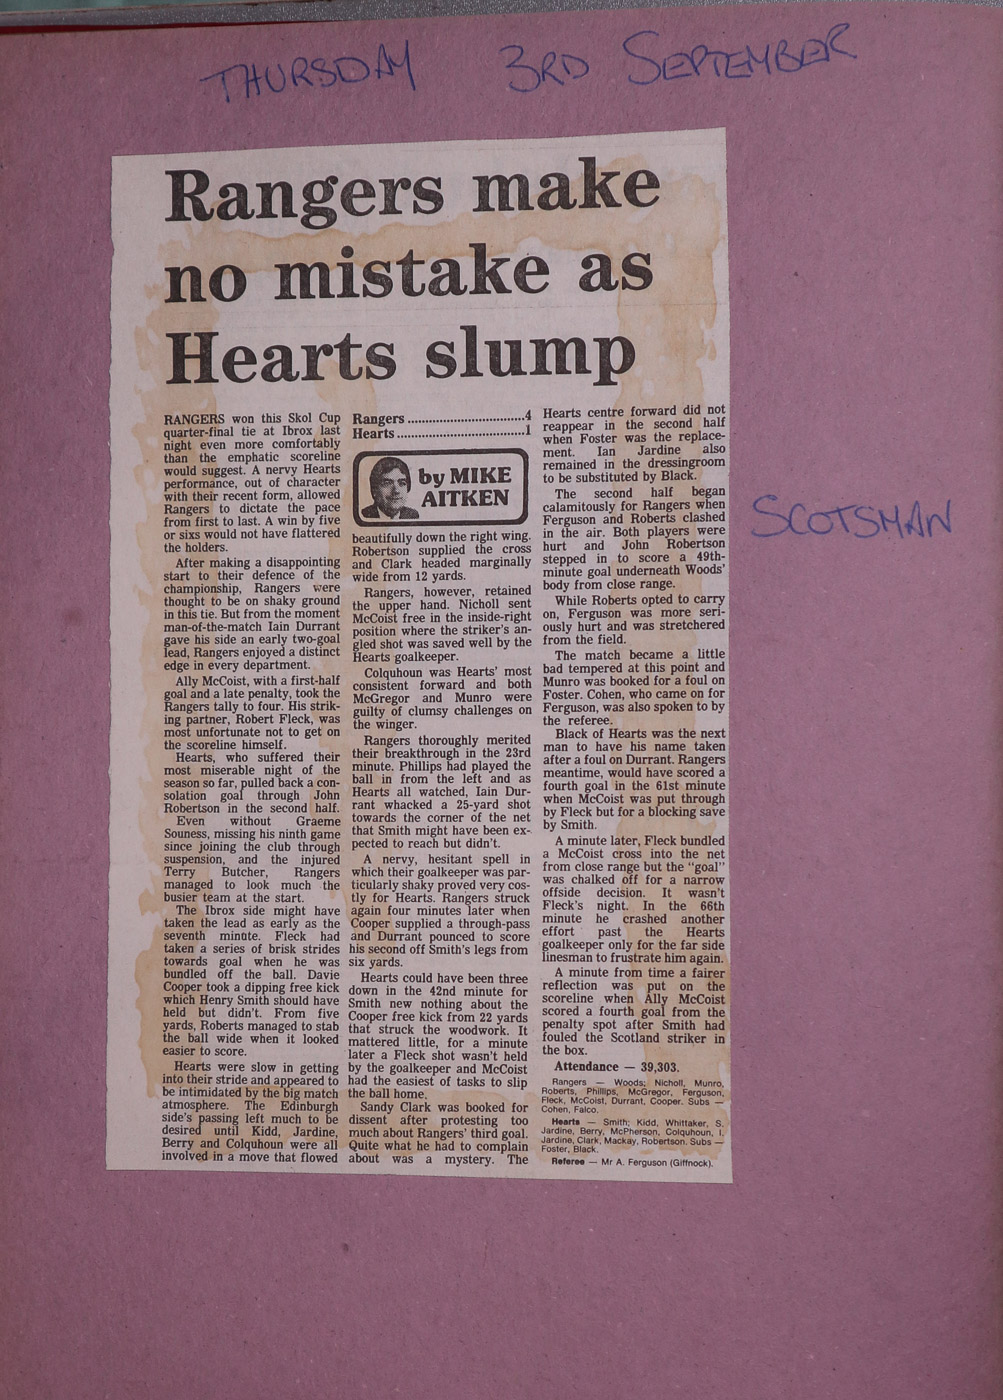 THURSDAY 3RD SEPTEMBER
Rangers make
no mistake as
Hearts slump
RANGERS won this Skol Cup
quarter-final tie at Ibrox last
night even more comfortably
than the emphatic scoreline
would suggest. A nervy Hearts
performance, out of character
with their recent form, allowed
Rangers to dictate the pace
from first to last. A win by five
or sixs would not have flattered
the holders.
After making a disappointing
start to their defence of the
championship, Rangers were
thought to be on shaky ground
in this tie. But from the moment
man-of-the-match Iain Durrant
gave his side an early two-goal
lead, Rangers enjoyed a distinct
edge in every department.
Ally McCoist, with a first-half
goal and a late penalty, took the
Rangers tally to four. His strik-
ing partner, Robert Fleck, was
most unfortunate not to get on
the scoreline himself.
Hearts, who suffered their
most miserable night of the
season so far, pulled back a con-
solation goal through John
Robertson in the second half.
Even without Graeme
Souness, missing his ninth game
since joining the club through
suspension, and the injured
Terry Butcher, Rangers
managed to look much the
busier team at the start.
The Ibrox side might have
taken the lead as early as the
seventh minute. Fleck had
taken a series of brisk strides
towards goal when he was
bundled off the ball. Davie
Cooper took a dipping free kick
which Henry Smith should have
held but didn't. From five
yards, Roberts managed to stab
the ball wide when it looked
easier to score.
Hearts were slow in getting
into their stride and appeared to
be intimidated by the big match
atmosphere. The Edinburgh
side's passing left much to be
desired until Kidd, Jardine,
Berry and Colquhoun were all
involved in a move that flowed
Rangers ................................4
Hearts ..................................1
by MIKE
AITKEN
beautifully down the right wing.
Robertson supplied the cross
and Clark headed marginally
wide from 12 yards.
Rangers, however, retained
the upper hand. Nicholl sent
McCoist free in the inside-right
position where the striker's an-
gled shot was saved well by the
Hearts goalkeeper.
Colquhoun was Hearts' most
consistent forward and both
McGregor and Munro were
guilty of clumsy challenges on
the winger.
Rangers thoroughly merited
their breakthrough in the 23rd
minute. Phillips had played the
ball in from the left and as
Hearts all watched, Iain Dur-
rant whacked a 25-yard shot
towards the corner of the net
that Smith might have been ex-
pected to reach but didn't.
A nervy, hesitant spell in
which their goalkeeper was par-
ticularly shaky proved very cos-
tly for Hearts. Rangers struck
again four minutes later when
Cooper supplied a through-pass
and Durrant pounced to score
his second off Smith's legs from
six yards.
Hearts could have been three
down in the 42nd minute for
Smith new nothing about the
Cooper free kick from 22 yards
that struck the woodwork. It
mattered little, for a minute
later a Fleck shot wasn't held
by the goalkeeper and McCoist
had the easiest of tasks to slip
the ball home.
Sandy Clark was booked for
dissent after protesting too
much about Rangers' third goal.
Quite what he had to complain
about was a mystery. The
Hearts centre forward did not
reappear in the second half
when Foster was the replace-
ment. Ian Jardine also
remained in the dressingroom
to be substituted by Black.
The second half began
calamitously for Rangers when
Ferguson and Roberts clashed
in the air. Both players were
hurt and John Robertson
stepped in to score a 49th-
minute goal underneath Woods'
body from close range.
While Roberts opted to carry
on, Ferguson was more seri-
ously hurt and was stretchered
from the field.
The match became a little
bad tempered at this point and
Munro was booked for a foul on
Foster. Cohen, who came on for
Ferguson, was also spoken to by
the referee.
Black of Hearts was the next
man to have his name taken
after a foul on Durrant. Rangers
meantime, would have scored a
fourth goal in the 61st minute
when McCoist was put through
by Fleck but for a blocking save
by Smith.
A minute later, Fleck bundled
a McCoist cross into the net
from close range but the "goal"
was chalked off for a narrow
offside decision. It wasn't
Fleck's night. In the 66th
minute he crashed another
effort past the Hearts
goalkeeper only for the far side
linesman to frustrate him again.
A minute from time a fairer
reflection was put on the
scoreline when Ally McCoist
scored a fourth goal from the
penalty spot after Smith had
fouled the Scotland striker in
the box.
Attendance — 39,303.
Rangers — Woods; Nicholl, Munro,
Roberts, Phillips, McGregor, Ferguson,
Fleck, McCoist, Durrant, Cooper. Subs —
Cohen, Falco.
Hearts — Smith; Kidd, Whittaker, S.
Jardine, Berry, McPherson, Colquhoun, I.
Jardine, Clark, Mackay, Robertson. Subs —
Foster, Black.
Referee — Mr A. Ferguson (Giffnock).
SCOTSMAN